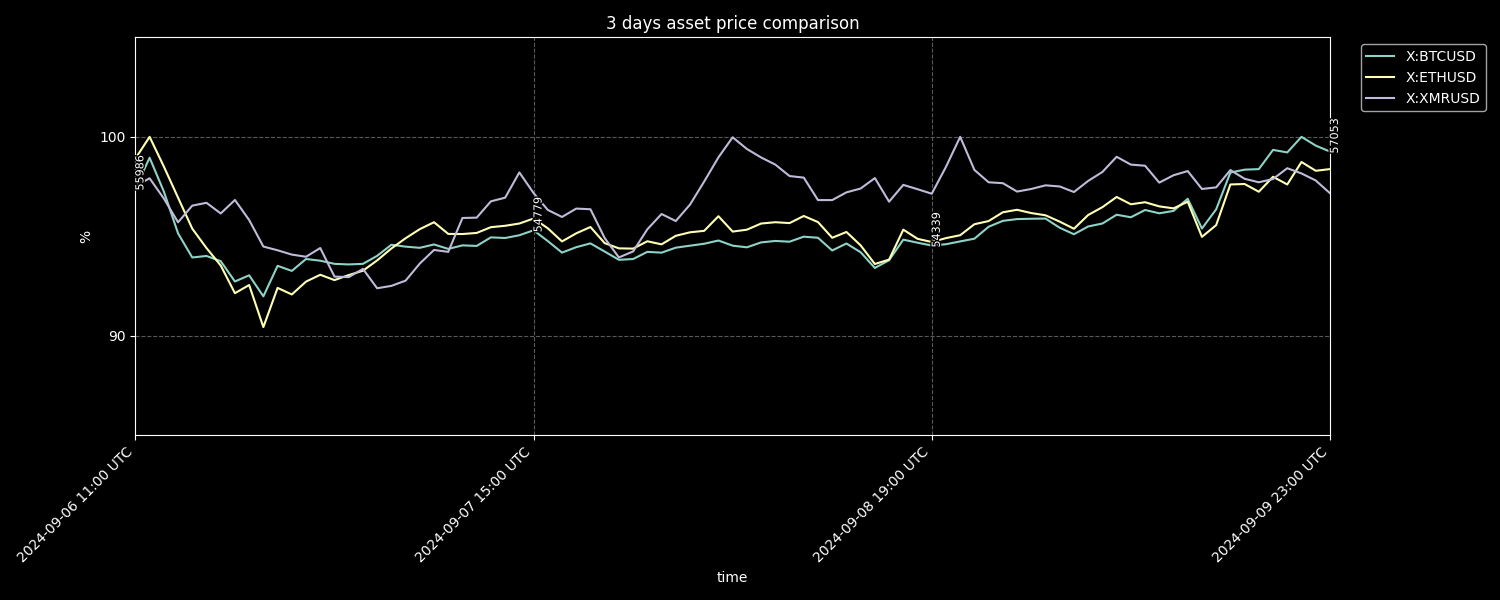 3 days asset price comparison
X:BTCUSD
X:ETHUSD
X:XMRUSD
100
90
%
55986
54779
54339
57053
2024-09-06 11:00 UTC
2024-09-07 15:00 UTC
2024-09-08 19:00 UTC
2024-09-09 23:00 UTC
time